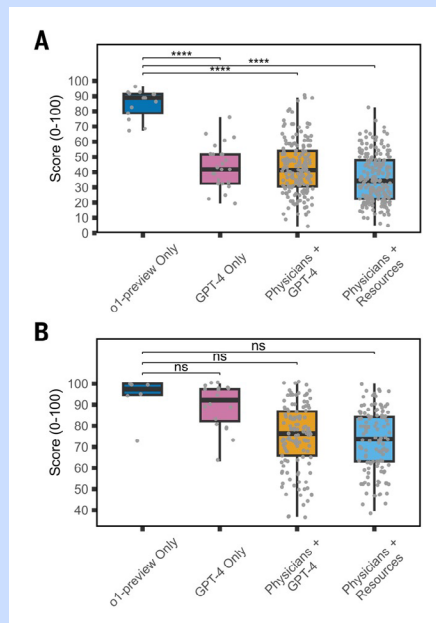 A
****
****
****
Score (0-100)
100
90
80
70
60
50
40
30
20
10
0
o1-preview Only
GPT-4 Only
Physicians +
GPT-4
Physicians +
Resources
B
ns
ns
ns
Score (0-100)
100
90
80
70
60
50
40
o1-preview Only
GPT-4 Only
Physicians +
GPT-4
Physicians +
Resources